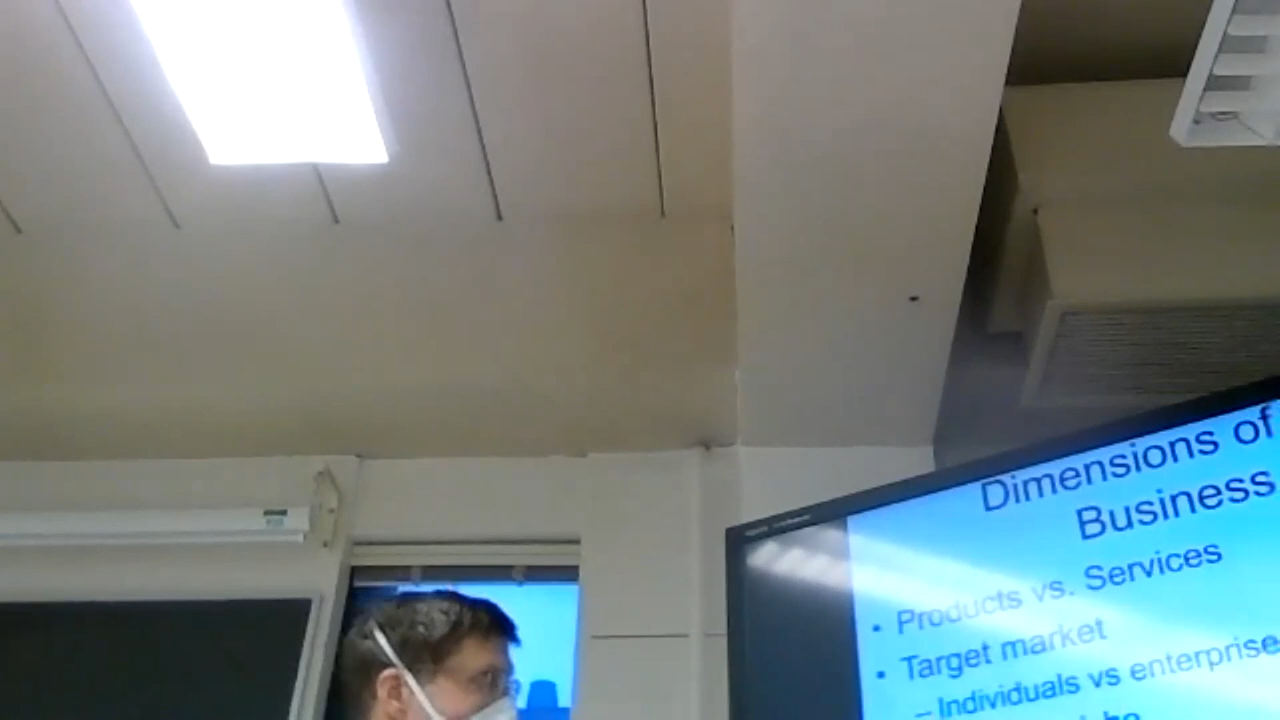 Dimensions of
Business
• Products vs. Services
• Target market
– Individuals vs enterprise